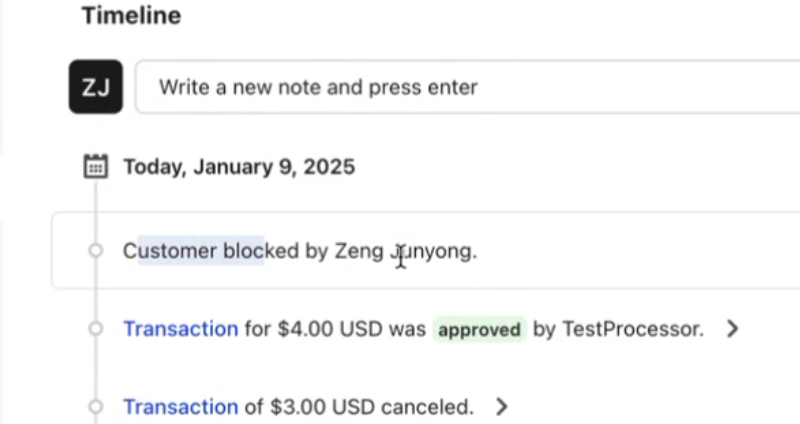 Timeline
ZJ Write a new note and press enter
Today, January 9, 2025
Customer blocked by Zeng Junyong.
Transaction for $4.00 USD was approved by TestProcessor.
Transaction of $3.00 USD canceled.